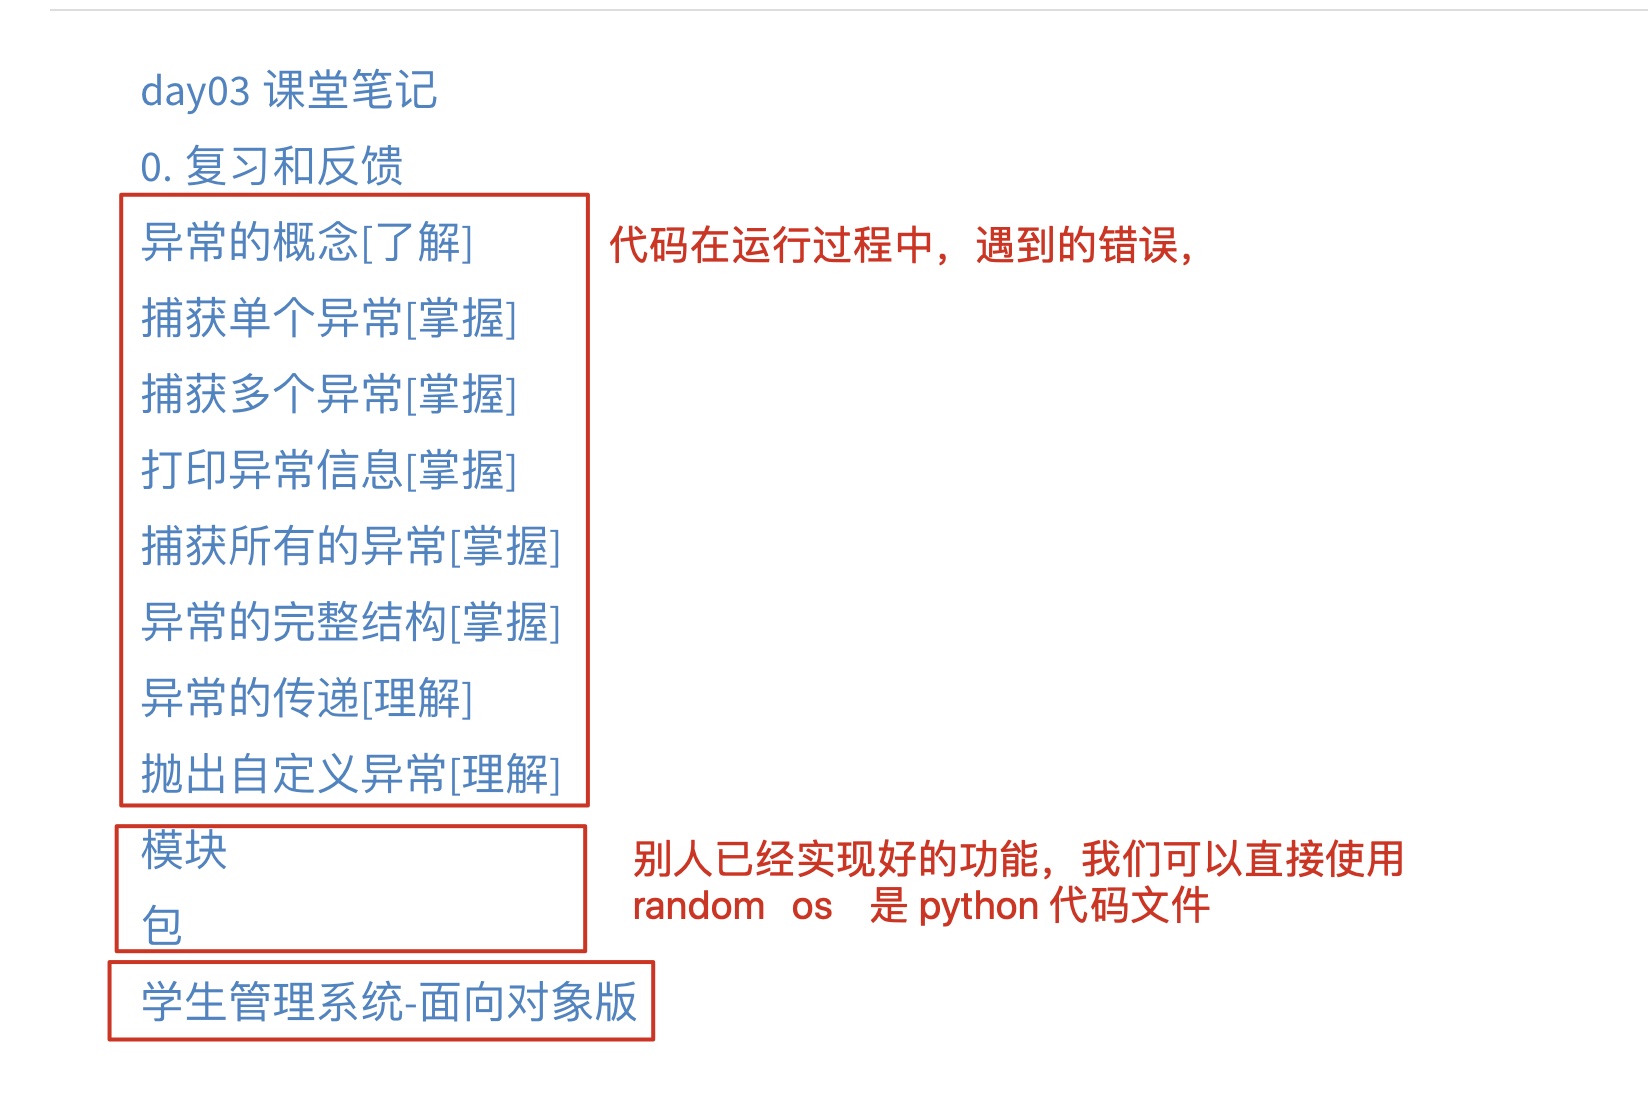 day03 课堂笔记
0. 复习和反馈
异常的概念[了解]
代码在运行过程中，遇到的错误，
捕获单个异常[掌握]
捕获多个异常[掌握]
打印异常信息[掌握]
捕获所有的异常[掌握]
异常的完整结构[掌握]
异常的传递[理解]
抛出自定义异常[理解]
模块
包
别人已经实现好的功能，我们可以直接使用
random os 是 python 代码文件
学生管理系统-面向对象版